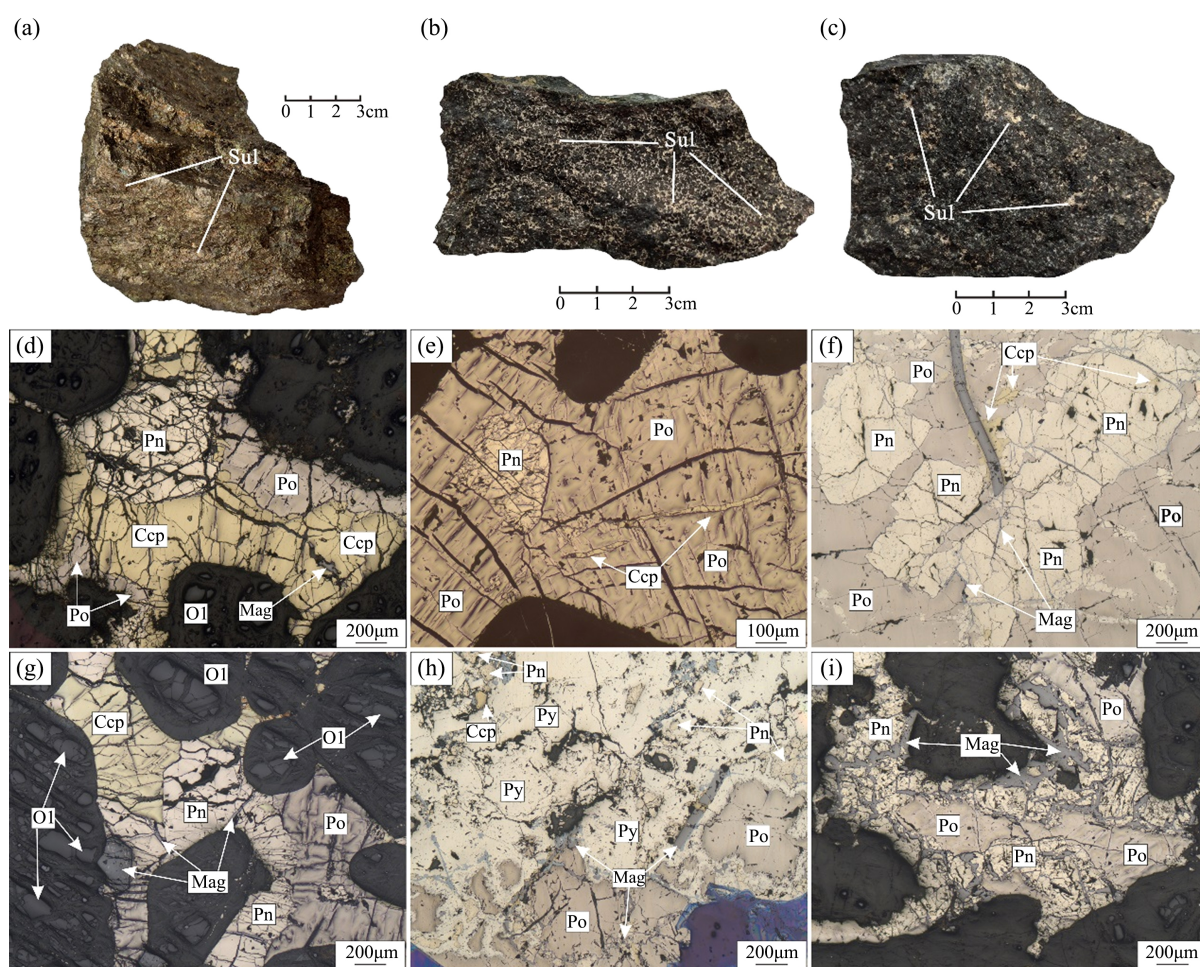 (a)
0 1 2 3cm
Sul
(b)
Sul
0 1 2 3cm
(c)
Sul
0 1 2 3cm
(d)
Pn
Po
Ccp
Ccp
Po
Ol
Mag
200μm
(e)
Po
Pn
Ccp
Po
Po
100μm
(f)
Ccp
Po
Pn
Pn
Pn
Po
Pn
Po
Mag
200μm
(g)
Ol
Ccp
Ol
Pn
Ol
Po
Mag
Pn
200μm
(h)
Pn
Py
Ccp
Pn
Py
Py
Po
Mag
Po
200μm
(i)
Po
Pn
Mag
Po
Pn
Po
200μm